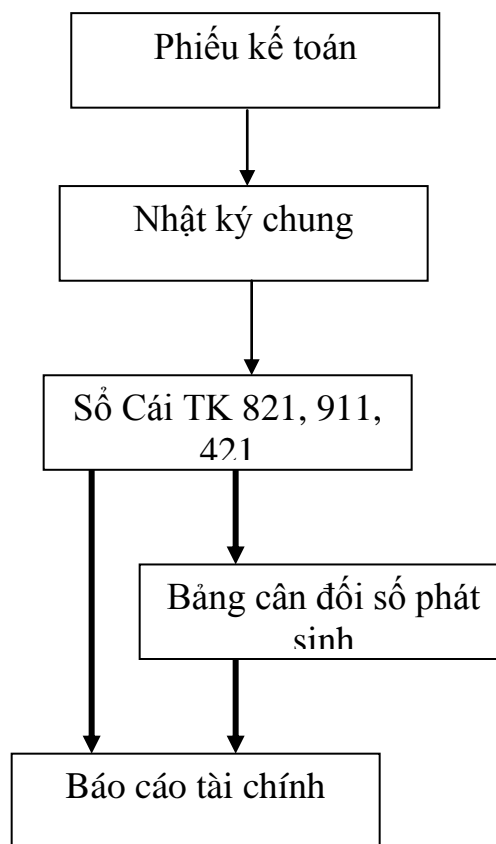 Phiếu kế toán
Nhật ký chung
Sổ Cái TK 821, 911,
421
Bảng cân đối số phát
sinh
Báo cáo tài chính